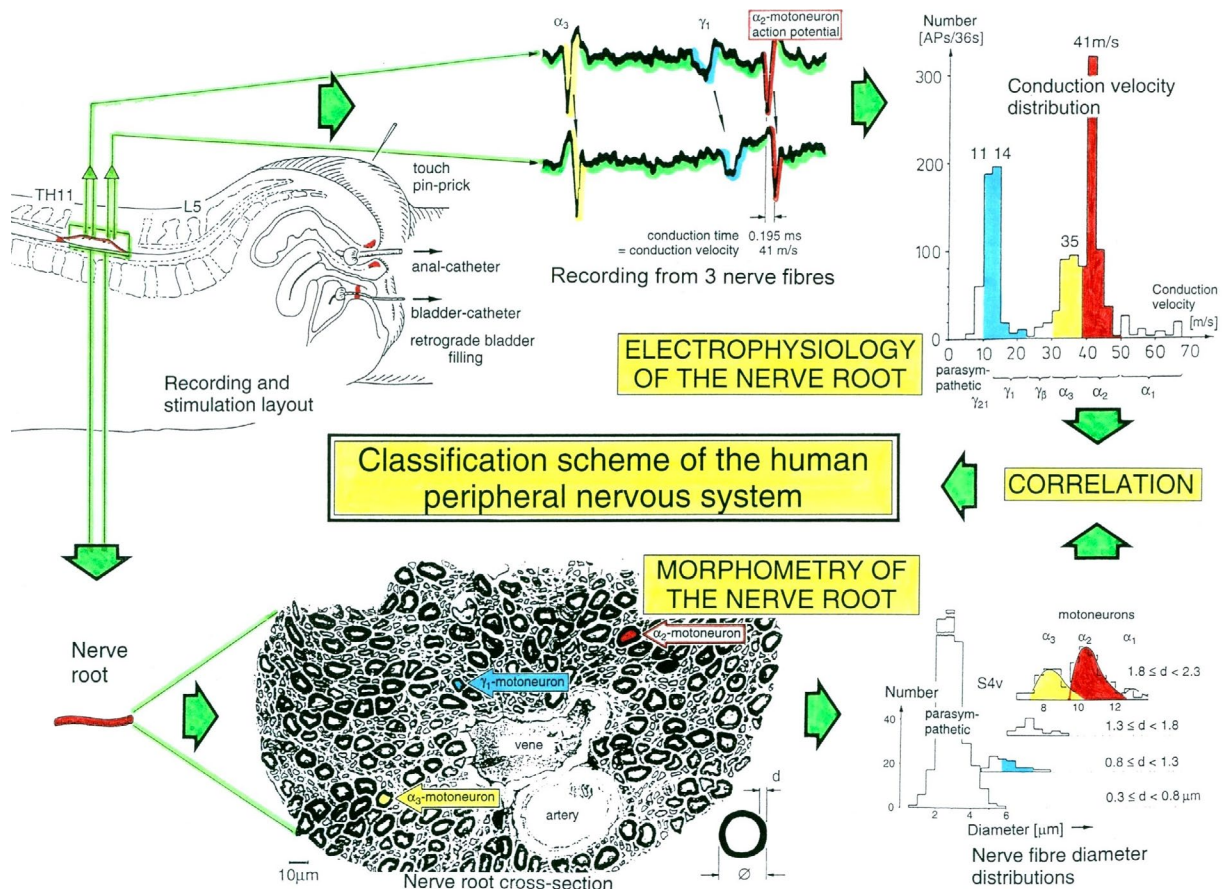 α3
γ1
α2-motoneuron
action potential
Number
[APs/36s]
41m/s
300
Conduction velocity
distribution
200
11
14
100
35
0
Conduction
velocity
[m/s]
0
10
20
30
40
50
60
70
parasym-
pathetic
γ21
γ1
γβ
α3
α2
α1
touch
pin-prick
TH11
L5
anal-catheter
bladder-catheter
retrograde bladder
filling
Recording and
stimulation layout
conduction time
0.195 ms
= conduction velocity
41 m/s
Recording from 3 nerve fibres
ELECTROPHYSIOLOGY
OF THE NERVE ROOT
Classification scheme of the human
peripheral nervous system
CORRELATION
MORPHOMETRY OF
THE NERVE ROOT
Nerve
root
α2-motoneuron
γ1-motoneuron
vene
α3-motoneuron
artery
d
Ø
10µm
Nerve root cross-section
motoneurons
α3
α2
α1
S4v
1.8 ≤ d < 2.3
8
10
12
Number
parasym-
pathetic
40
1.3 ≤ d < 1.8
20
0.8 ≤ d < 1.3
0.3 ≤ d < 0.8 µm
0
2
4
6
Diameter [µm]
Nerve fibre diameter
distributions